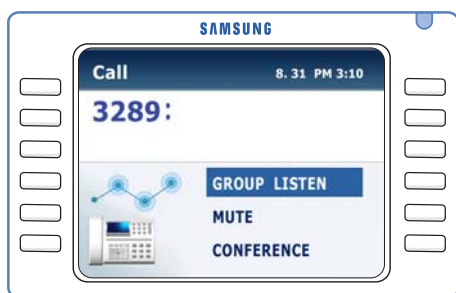 SAMSUNG
Call 8. 31 PM 3:10
3289:
GROUP LISTEN
MUTE
CONFERENCE